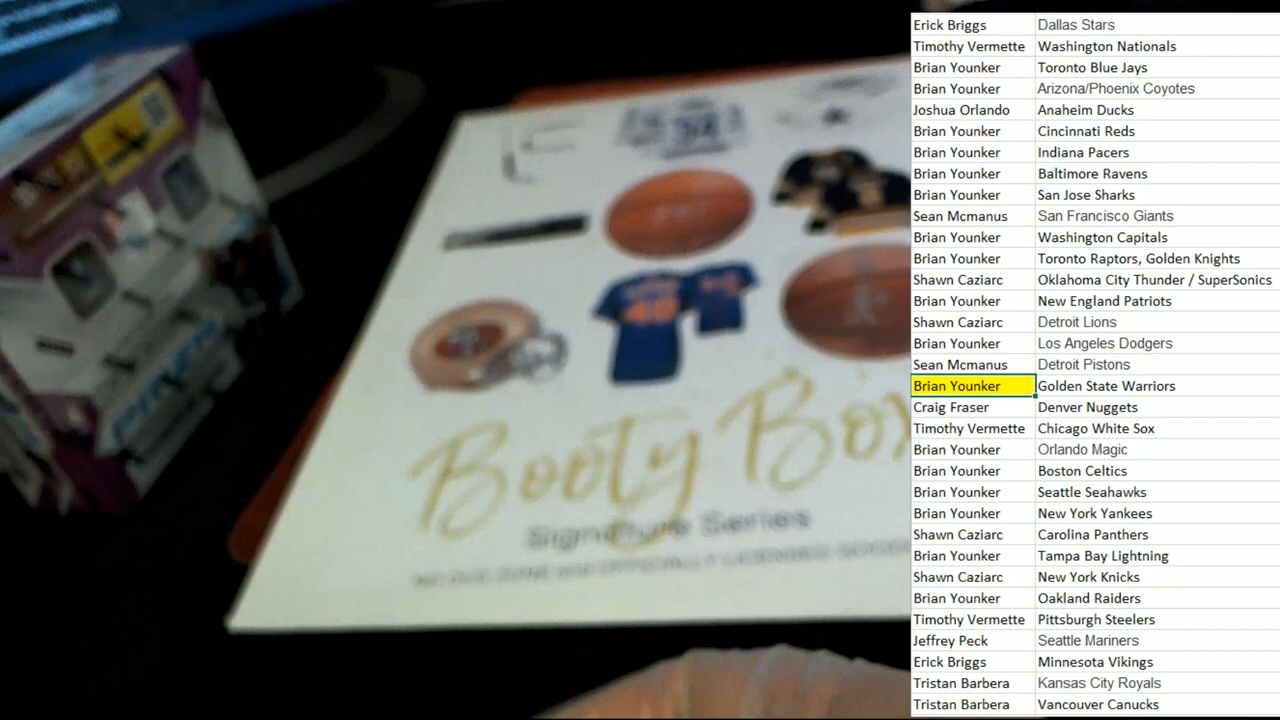 Booty Box
Signature Series
Erick Briggs Dallas Stars
Timothy Vermette Washington Nationals
Brian Younker Toronto Blue Jays
Brian Younker Arizona/Phoenix Coyotes
Joshua Orlando Anaheim Ducks
Brian Younker Cincinnati Reds
Brian Younker Indiana Pacers
Brian Younker Baltimore Ravens
Brian Younker San Jose Sharks
Sean Mcmanus San Francisco Giants
Brian Younker Washington Capitals
Brian Younker Toronto Raptors, Golden Knights
Shawn Caziarc Oklahoma City Thunder / SuperSonics
Brian Younker New England Patriots
Shawn Caziarc Detroit Lions
Brian Younker Los Angeles Dodgers
Sean Mcmanus Detroit Pistons
Brian Younker Golden State Warriors
Craig Fraser Denver Nuggets
Timothy Vermette Chicago White Sox
Brian Younker Orlando Magic
Brian Younker Boston Celtics
Brian Younker Seattle Seahawks
Brian Younker New York Yankees
Shawn Caziarc Carolina Panthers
Brian Younker Tampa Bay Lightning
Shawn Caziarc New York Knicks
Brian Younker Oakland Raiders
Timothy Vermette Pittsburgh Steelers
Jeffrey Peck Seattle Mariners
Erick Briggs Minnesota Vikings
Tristan Barbera Kansas City Royals
Tristan Barbera Vancouver Canucks